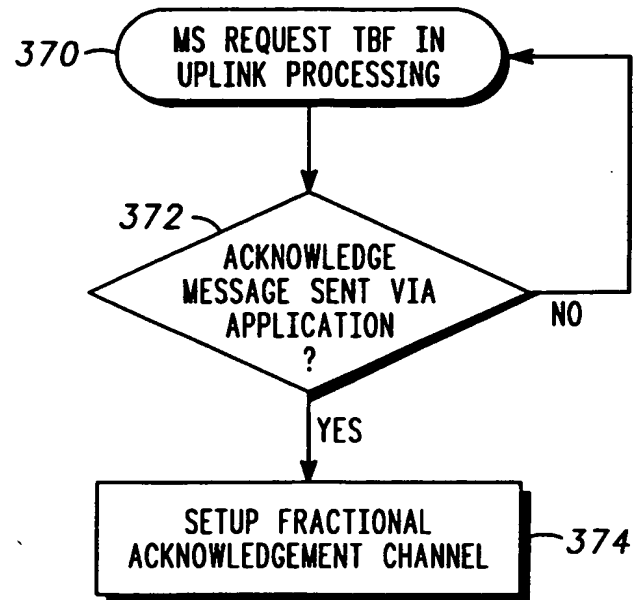 370
MS REQUEST TBF IN
UPLINK PROCESSING
372
ACKNOWLEDGE
MESSAGE SENT VIA
APPLICATION
?
NO
YES
SETUP FRACTIONAL
ACKNOWLEDGEMENT CHANNEL
374